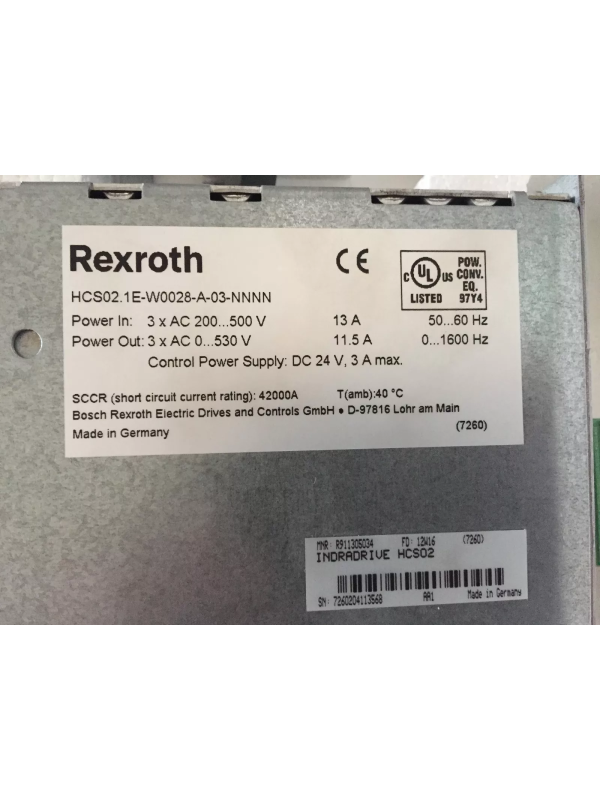 Rexroth
CE
C UL US LISTED
POW. CONV. EQ. 97Y4
HCS02.1E-W0028-A-03-NNNN
Power In: 3 x AC 200...500 V 13 A 50...60 Hz
Power Out: 3 x AC 0...530 V 11.5 A 0...1600 Hz
Control Power Supply: DC 24 V, 3 A max.
SCCR (short circuit current rating): 42000A T(amb):40 °C
Bosch Rexroth Electric Drives and Controls GmbH ● D-97816 Lohr am Main
Made in Germany (7260)
MNR: R911305034 FD: 12W16 (7260)
INDRADRIVE HCS02
SN: 7260204113568 AA1 Made in Germany